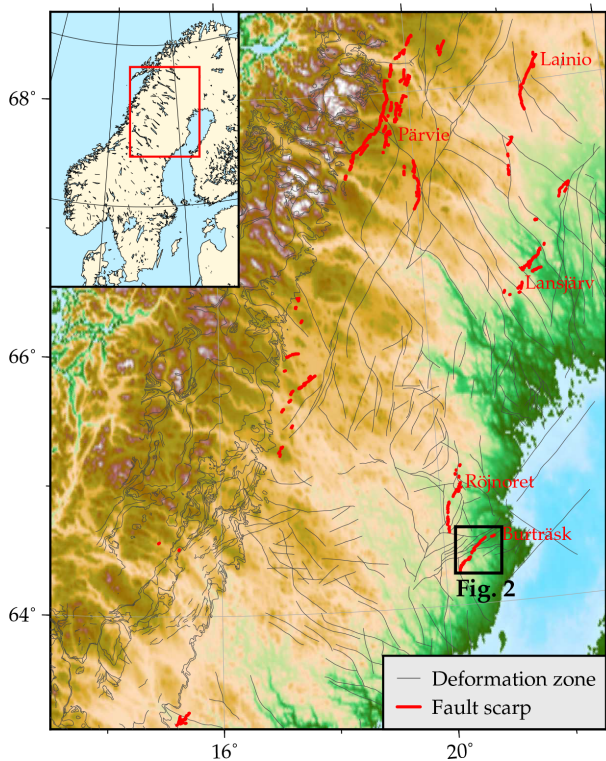 Lainio
68°
Pärvie
Lansjärv
66°
Röjnoret
Burträsk
Fig. 2
64°
Deformation zone
Fault scarp
16°
20°